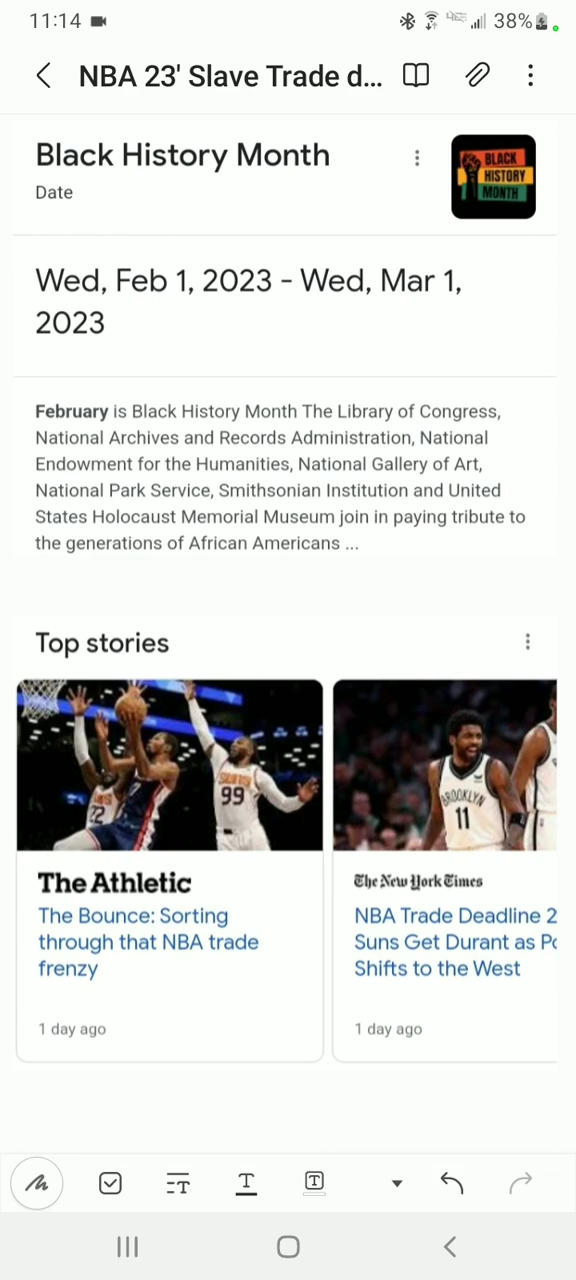 11:14
38%
NBA 23' Slave Trade d...
Black History Month
Date
BLACK
HISTORY
MONTH
Wed, Feb 1, 2023 - Wed, Mar 1,
2023
February is Black History Month The Library of Congress,
National Archives and Records Administration, National
Endowment for the Humanities, National Gallery of Art,
National Park Service, Smithsonian Institution and United
States Holocaust Memorial Museum join in paying tribute to
the generations of African Americans ...
Top stories
SUNS
99
22
BROOKLYN
11
The Athletic
The Bounce: Sorting
through that NBA trade
frenzy
1 day ago
The New York Times
NBA Trade Deadline 2
Suns Get Durant as Po
Shifts to the West
1 day ago